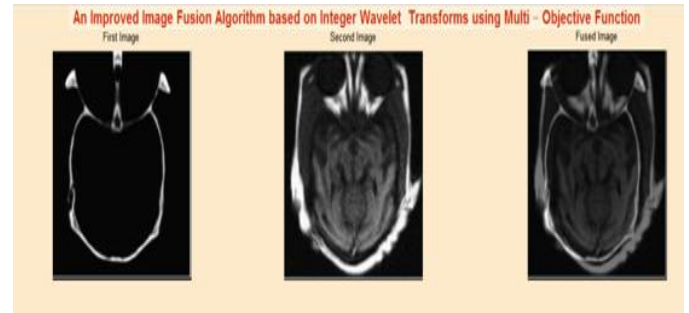 An Improved Image Fusion Algorithm based on Integer Wavelet Transforms using Multi - Objective Function
First Image
Second Image
Fused Image